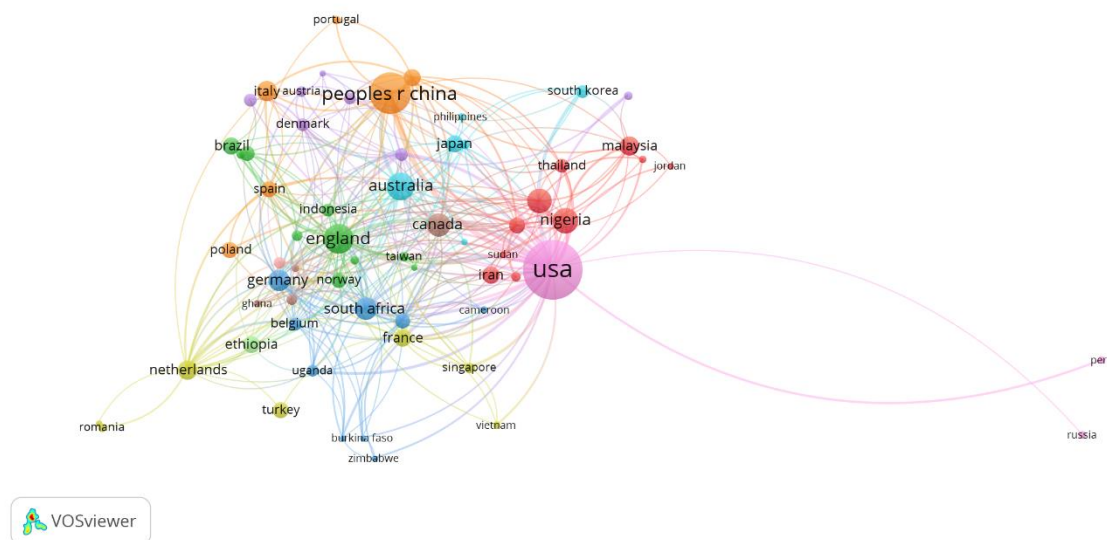 portugal
italy
austria
peoples r china
south korea
denmark
philippines
brazil
japan
malaysia
thailand
jordan
spain
australia
indonesia
canada
nigeria
england
poland
taiwan
sudan
usa
germany
norway
iran
ghana
south africa
cameroon
belgium
france
ethiopia
per
netherlands
uganda
singapore
turkey
romania
vietnam
russia
burkina faso
zimbabwe
VOSviewer